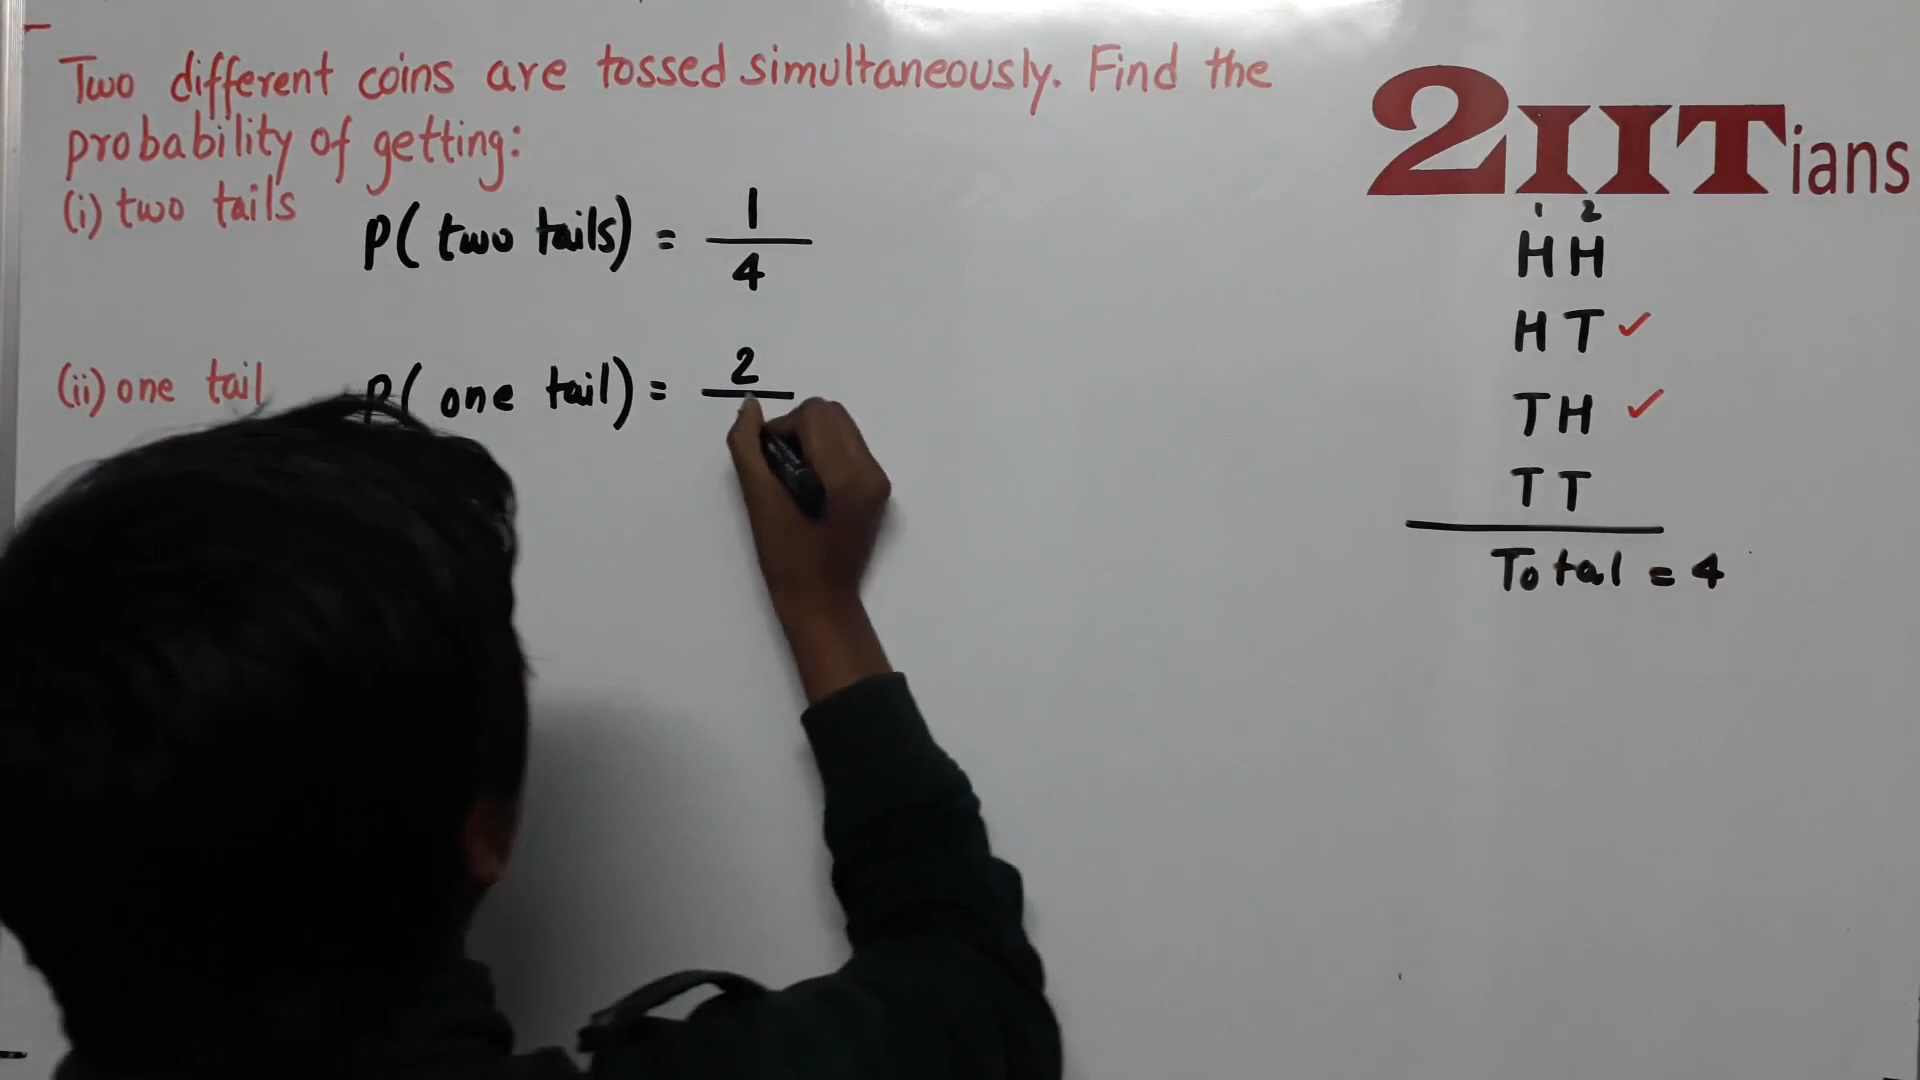 Two different coins are tossed simultaneously. Find the
probability of getting:
(i) two tails
P( two tails) = 1/4
(ii) one tail
P( one tail) = 2
2IITians
1 2
H H
H T ✓
T H ✓
T T
Total = 4